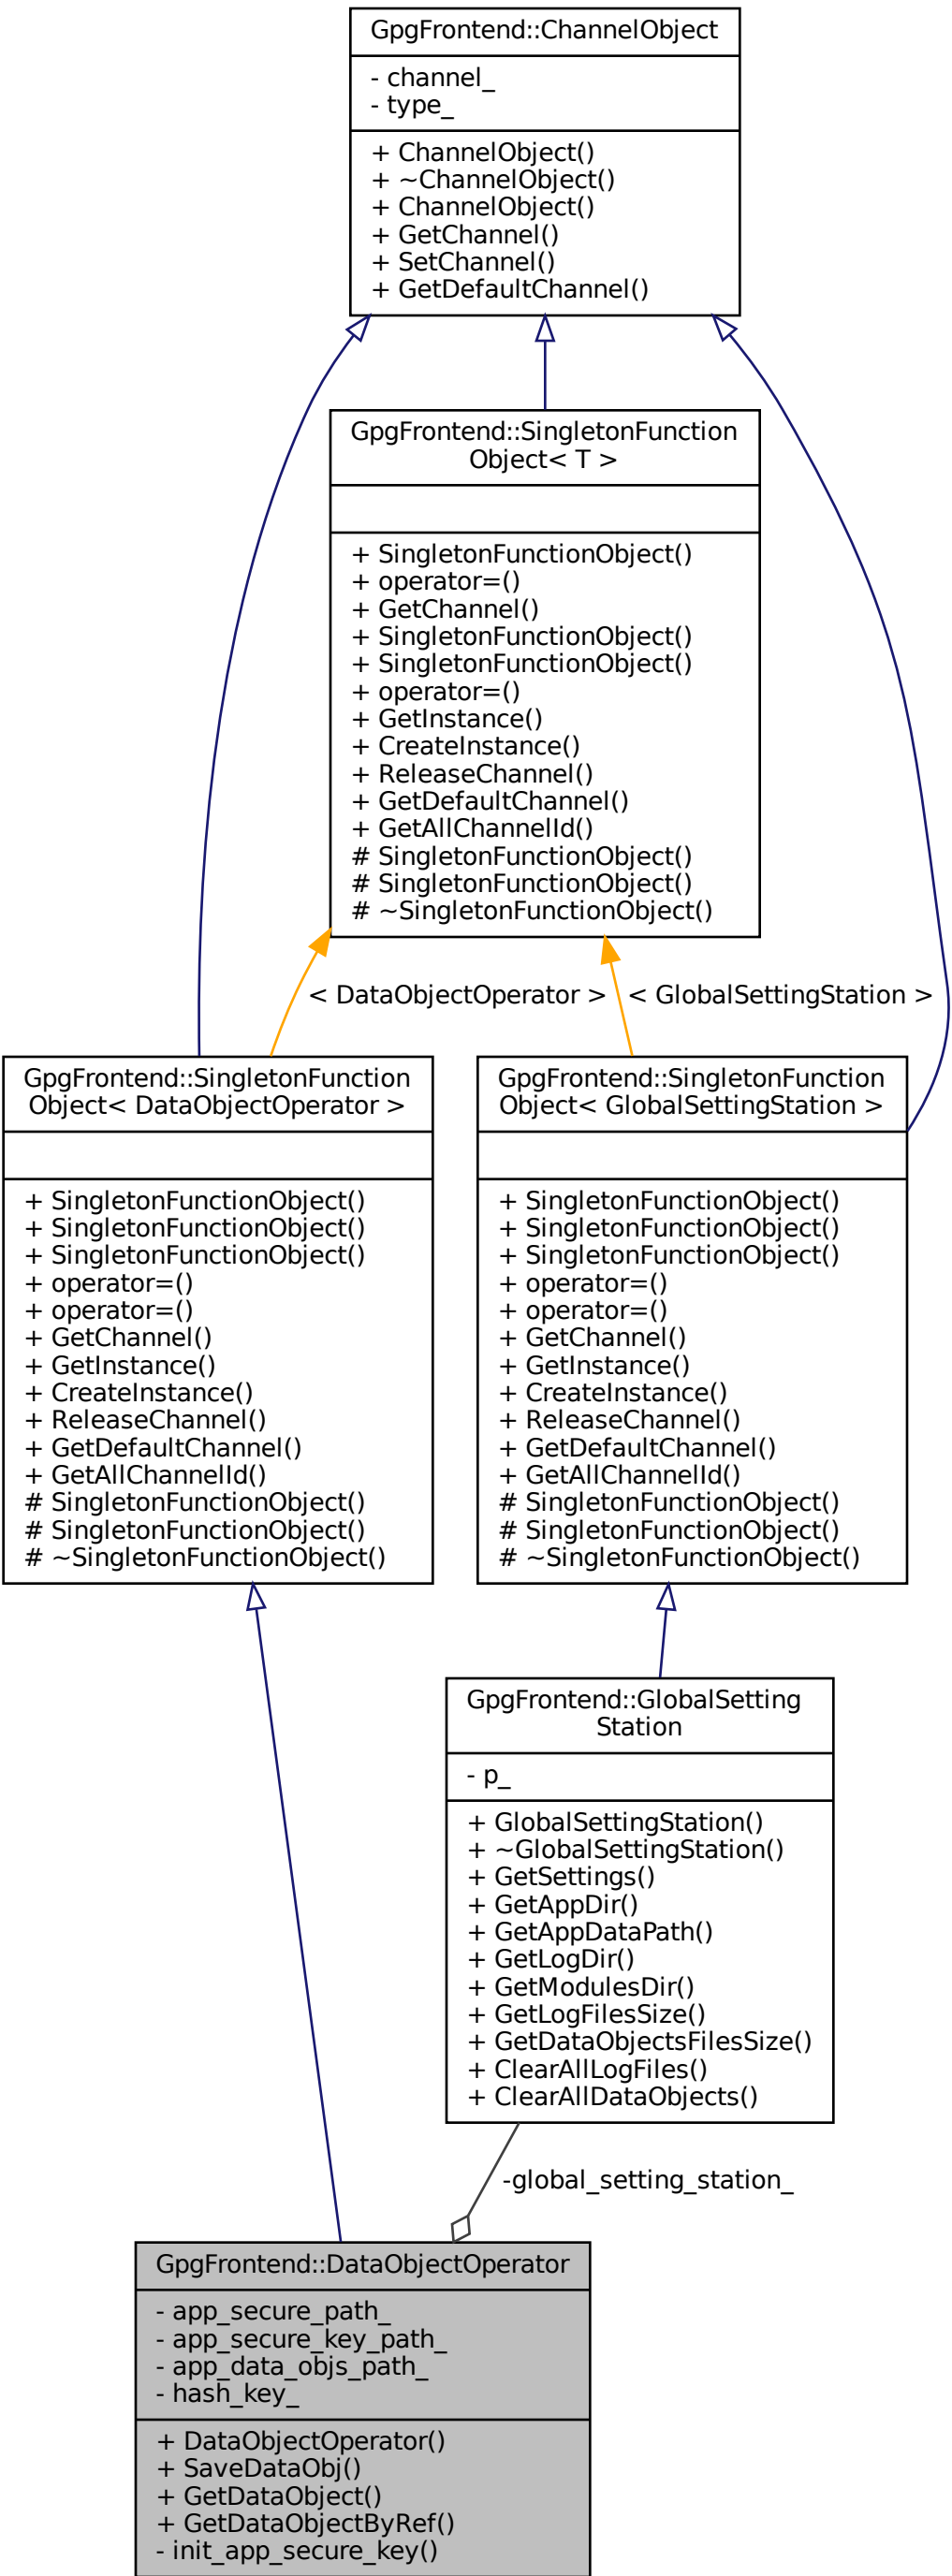 GpgFrontend::ChannelObject
- channel_
- type_
+ ChannelObject()
+ ~ChannelObject()
+ ChannelObject()
+ GetChannel()
+ SetChannel()
+ GetDefaultChannel()
GpgFrontend::SingletonFunction
Object< T >
+ SingletonFunctionObject()
+ operator=()
+ GetChannel()
+ SingletonFunctionObject()
+ SingletonFunctionObject()
+ operator=()
+ GetInstance()
+ CreateInstance()
+ ReleaseChannel()
+ GetDefaultChannel()
+ GetAllChannelId()
# SingletonFunctionObject()
# SingletonFunctionObject()
# ~SingletonFunctionObject()
< DataObjectOperator >
< GlobalSettingStation >
GpgFrontend::SingletonFunction
Object< DataObjectOperator >
+ SingletonFunctionObject()
+ SingletonFunctionObject()
+ SingletonFunctionObject()
+ operator=()
+ operator=()
+ GetChannel()
+ GetInstance()
+ CreateInstance()
+ ReleaseChannel()
+ GetDefaultChannel()
+ GetAllChannelId()
# SingletonFunctionObject()
# SingletonFunctionObject()
# ~SingletonFunctionObject()
GpgFrontend::SingletonFunction
Object< GlobalSettingStation >
+ SingletonFunctionObject()
+ SingletonFunctionObject()
+ SingletonFunctionObject()
+ operator=()
+ operator=()
+ GetChannel()
+ GetInstance()
+ CreateInstance()
+ ReleaseChannel()
+ GetDefaultChannel()
+ GetAllChannelId()
# SingletonFunctionObject()
# SingletonFunctionObject()
# ~SingletonFunctionObject()
GpgFrontend::GlobalSetting
Station
- p_
+ GlobalSettingStation()
+ ~GlobalSettingStation()
+ GetSettings()
+ GetAppDir()
+ GetAppDataPath()
+ GetLogDir()
+ GetModulesDir()
+ GetLogFilesSize()
+ GetDataObjectsFilesSize()
+ ClearAllLogFiles()
+ ClearAllDataObjects()
-global_setting_station_
GpgFrontend::DataObjectOperator
- app_secure_path_
- app_secure_key_path_
- app_data_objs_path_
- hash_key_
+ DataObjectOperator()
+ SaveDataObj()
+ GetDataObject()
+ GetDataObjectByRef()
- init_app_secure_key()